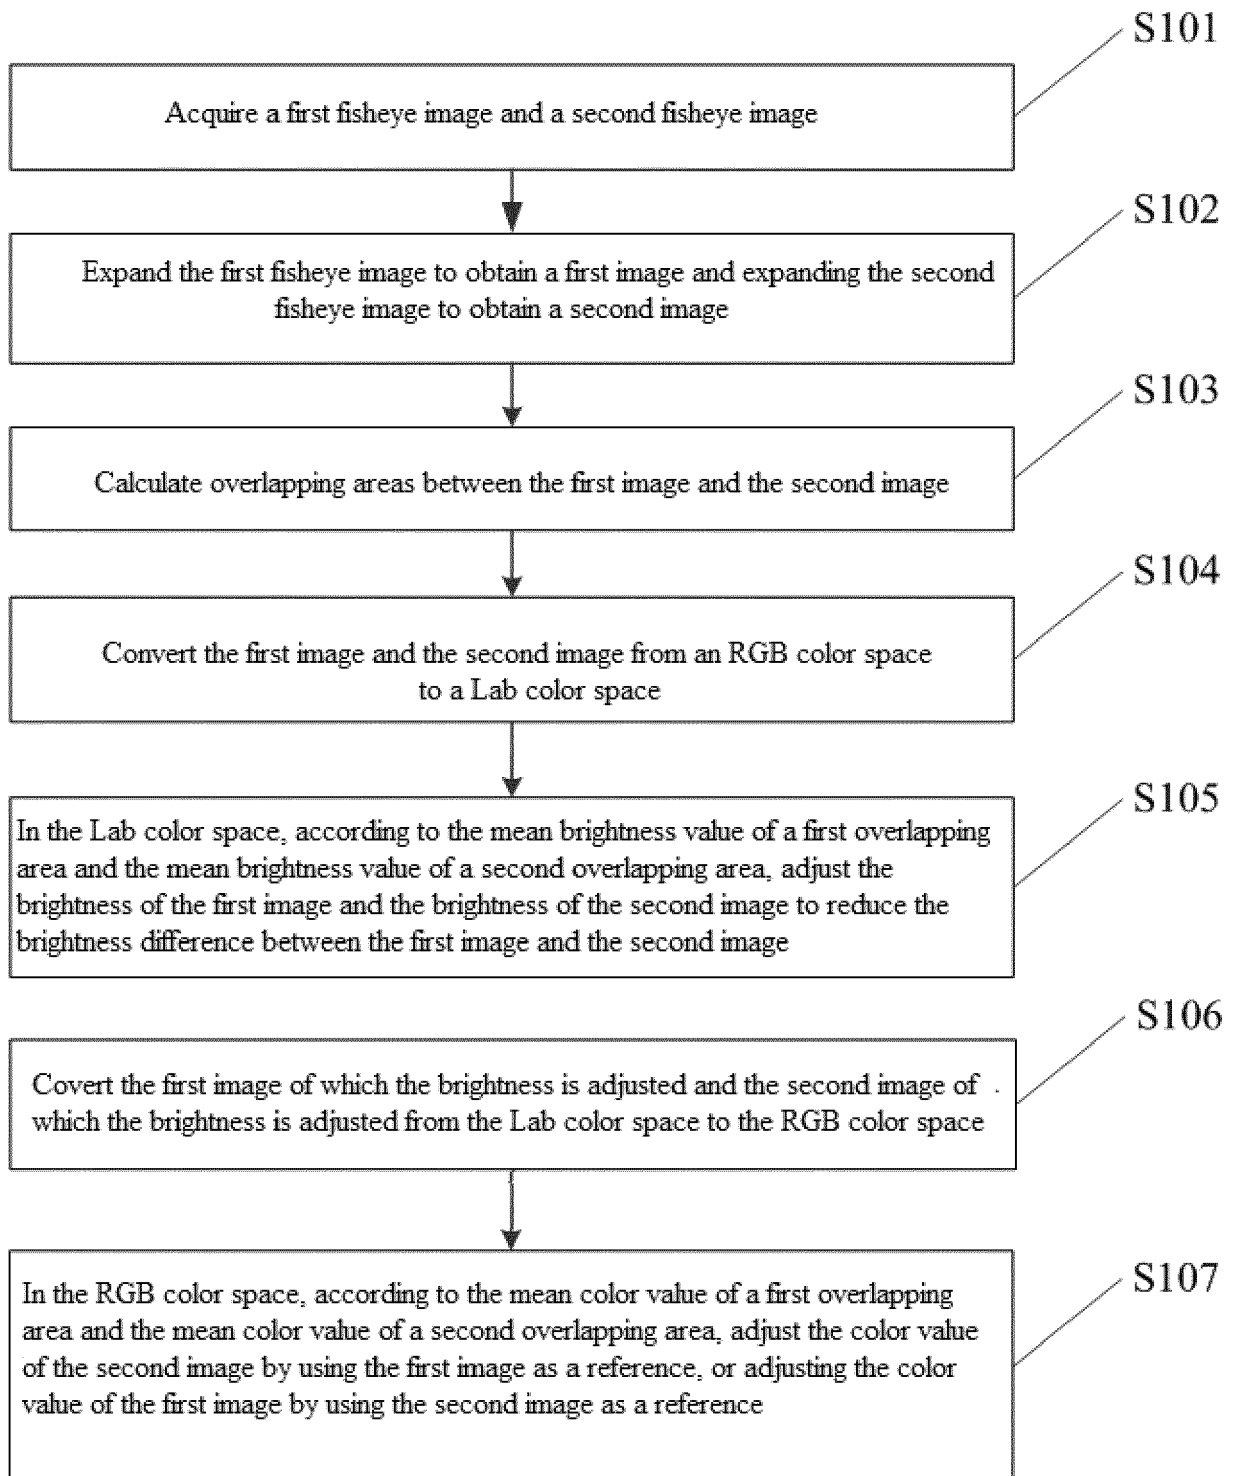 S101
Acquire a first fisheye image and a second fisheye image
S102
Expand the first fisheye image to obtain a first image and expanding the second
fisheye image to obtain a second image
S103
Calculate overlapping areas between the first image and the second image
S104
Convert the first image and the second image from an RGB color space
to a Lab color space
S105
In the Lab color space, according to the mean brightness value of a first overlapping
area and the mean brightness value of a second overlapping area, adjust the
brightness of the first image and the brightness of the second image to reduce the
brightness difference between the first image and the second image
S106
Covert the first image of which the brightness is adjusted and the second image of
which the brightness is adjusted from the Lab color space to the RGB color space
S107
In the RGB color space, according to the mean color value of a first overlapping
area and the mean color value of a second overlapping area, adjust the color value
of the second image by using the first image as a reference, or adjusting the color
value of the first image by using the second image as a reference